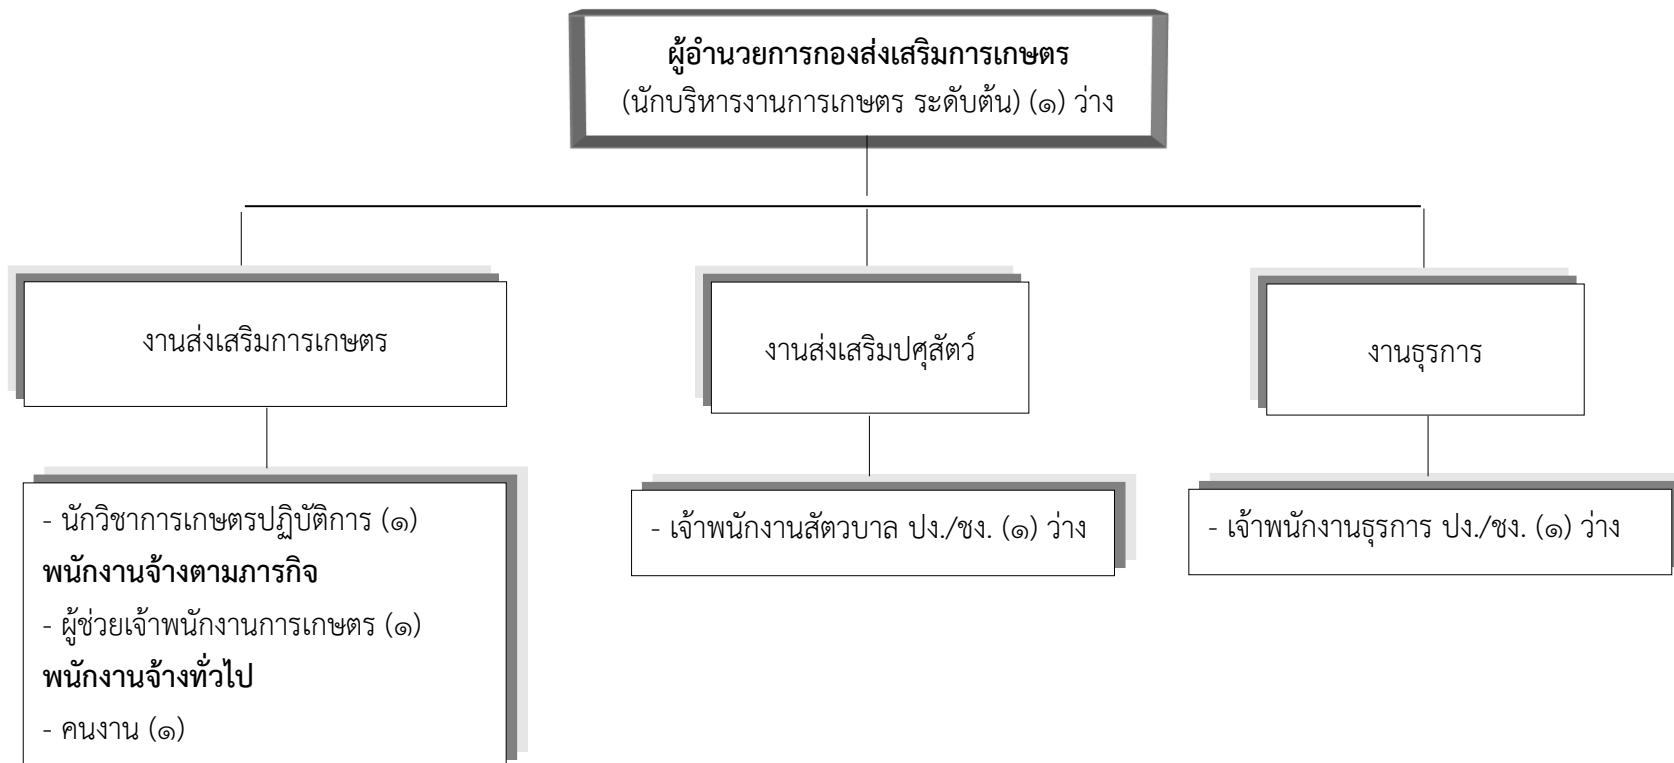 ผู้อำนวยการกองส่งเสริมการเกษตร
(นักบริหารงานการเกษตร ระดับต้น) (๑) ว่าง
งานส่งเสริมการเกษตร
งานส่งเสริมปศุสัตว์
งานธุรการ
- นักวิชาการเกษตรปฏิบัติการ (๑)
พนักงานจ้างตามภารกิจ
- ผู้ช่วยเจ้าพนักงานการเกษตร (๑)
พนักงานจ้างทั่วไป
- คนงาน (๑)
- เจ้าพนักงานสัตวบาล ปง./ชง. (๑) ว่าง
- เจ้าพนักงานธุรการ ปง./ชง. (๑) ว่าง